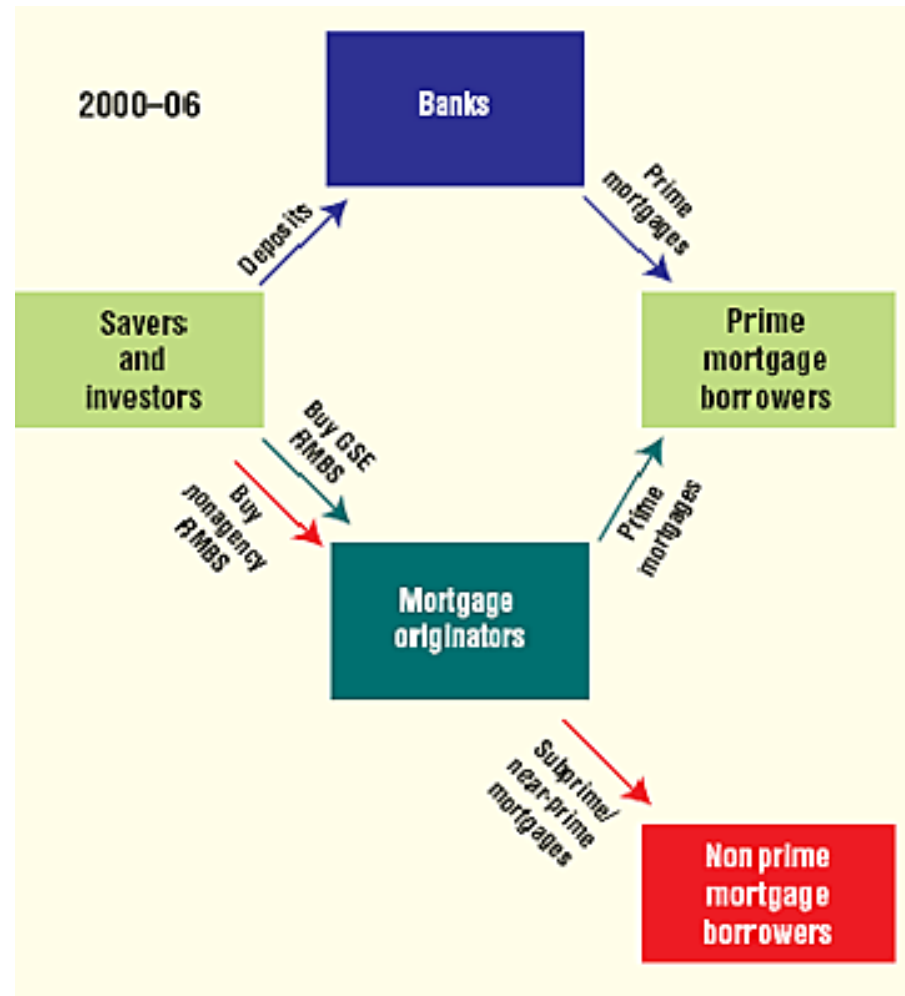 2000–06
Banks
Deposits
Prime
mortgages
Savers
and
investors
Prime
mortgage
borrowers
Buy GSE
RMBS
Buy
nonagency
RMBS
Prime
mortgages
Mortgage
originators
Subprime/
near-prime
mortgages
Non prime
mortgage
borrowers